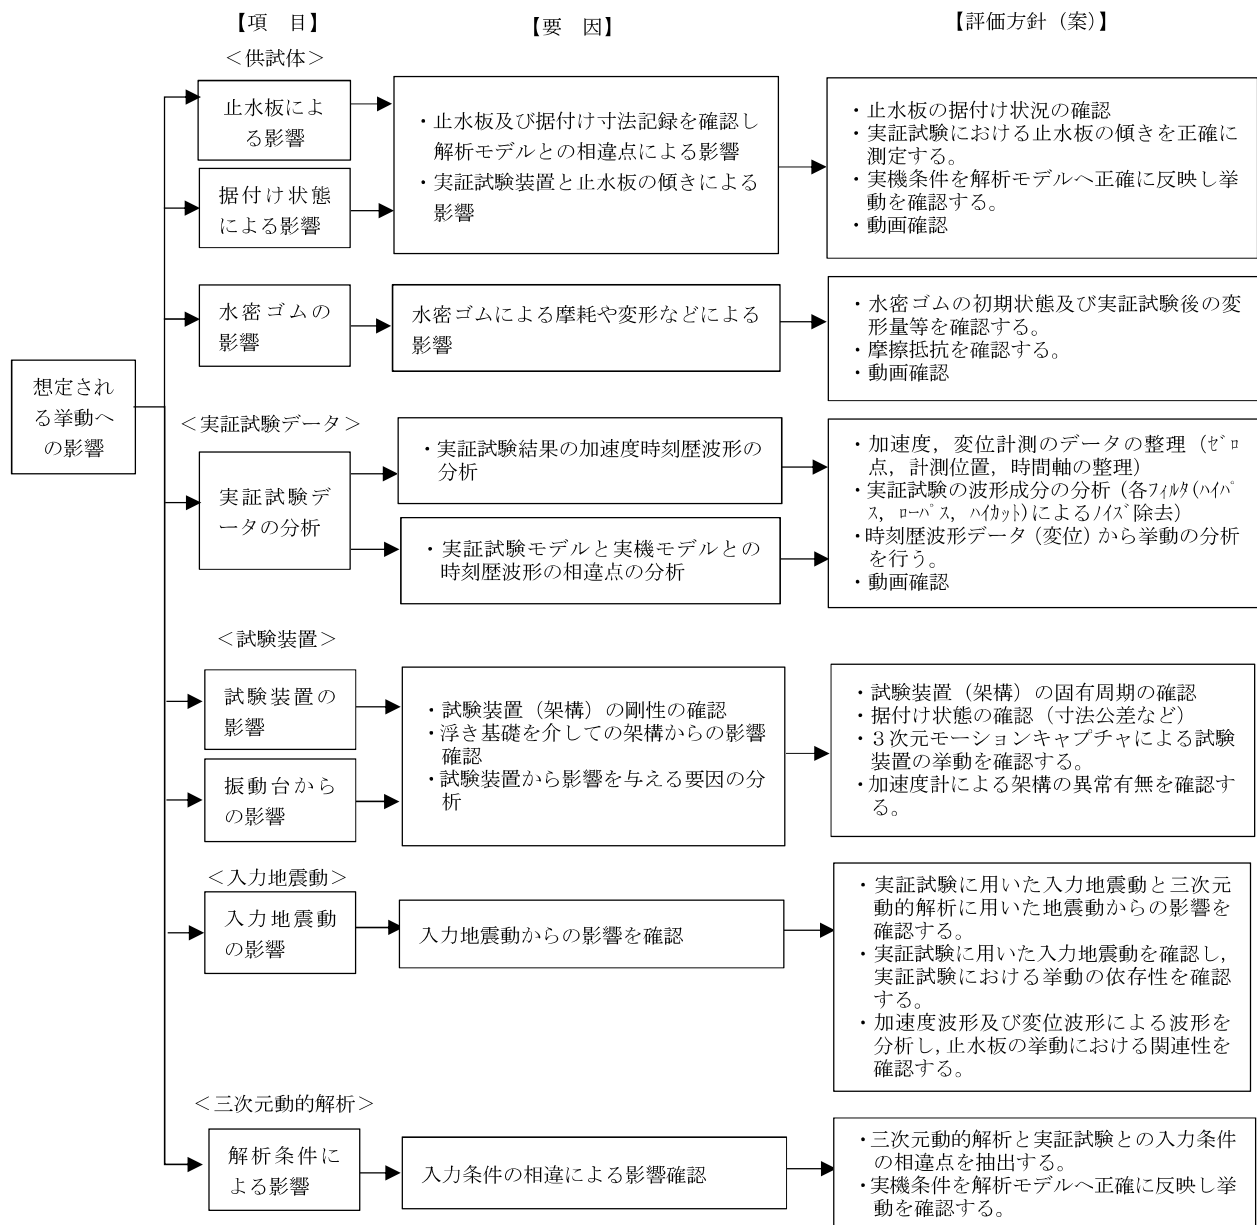 【項　目】
【要　因】
【評価方針（案）】
＜供試体＞
止水板によ
る影響
据付け状態
による影響
・止水板及び据付け寸法記録を確認し
解析モデルとの相違点による影響
・実証試験装置と止水板の傾きによる
影響
・止水板の据付け状況の確認
・実証試験における止水板の傾きを正確に
測定する。
・実機条件を解析モデルへ正確に反映し挙
動を確認する。
・動画確認
水密ゴムの
影響
水密ゴムによる摩耗や変形などによる
影響
・水密ゴムの初期状態及び実証試験後の変
形量等を確認する。
・摩擦抵抗を確認する。
・動画確認
想定され
る挙動へ
の影響
＜実証試験データ＞
実証試験デ
ータの分析
・実証試験結果の加速度時刻歴波形の
分析
・実証試験モデルと実機モデルとの
時刻歴波形の相違点の分析
・加速度，変位計測のデータの整理（ｾﾞﾛ
点，計測位置，時間軸の整理）
・実証試験の波形成分の分析（各ﾌｨﾙﾀ(ﾊｲﾊﾟ
ｽ，ﾛｰﾊﾟｽ，ﾊｲｶｯﾄ)によるﾉｲｽﾞ除去）
・時刻歴波形データ（変位）から挙動の分析
を行う。
・動画確認
＜試験装置＞
試験装置の
影響
振動台から
の影響
・試験装置（架構）の剛性の確認
・浮き基礎を介しての架構からの影響
確認
・試験装置から影響を与える要因の分
析
・試験装置（架構）の固有周期の確認
・据付け状態の確認（寸法公差など）
・３次元モーションキャプチャによる試験
装置の挙動を確認する。
・加速度計による架構の異常有無を確認す
る。
＜入力地震動＞
入力地震動
の影響
入力地震動からの影響を確認
・実証試験に用いた入力地震動と三次元
動的解析に用いた地震動からの影響を
確認する。
・実証試験に用いた入力地震動を確認し，
実証試験における挙動の依存性を確認
する。
・加速度波形及び変位波形による波形を
分析し，止水板の挙動における関連性を
確認する。
＜三次元動的解析＞
解析条件に
よる影響
入力条件の相違による影響確認
・三次元動的解析と実証試験との入力条件
の相違点を抽出する。
・実機条件を解析モデルへ正確に反映し挙
動を確認する。